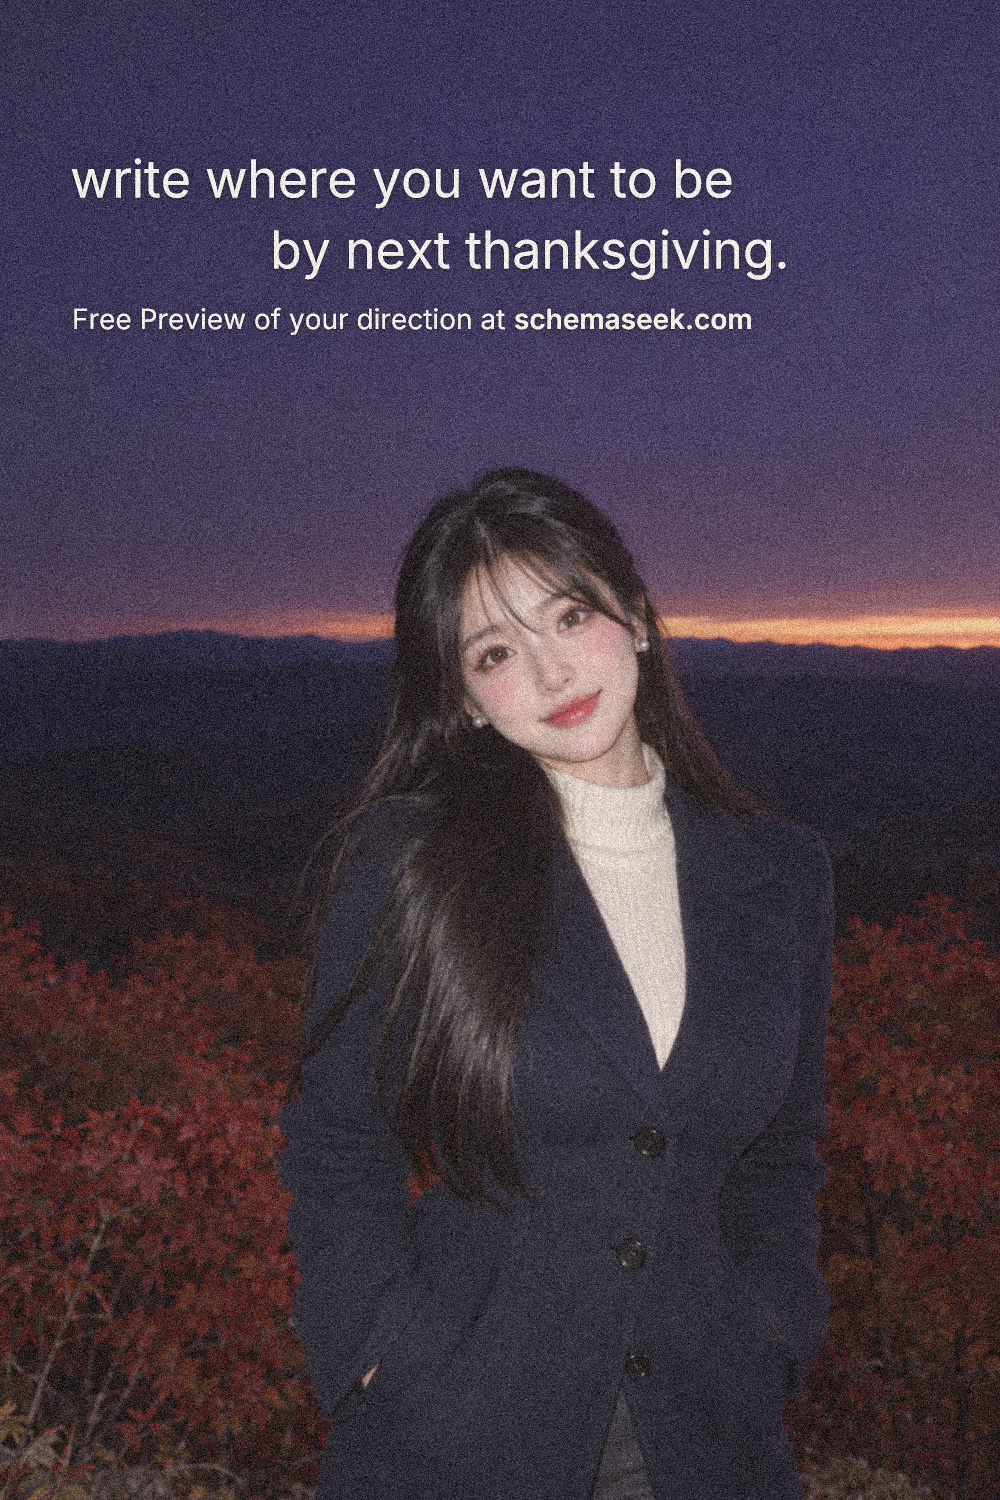 write where you want to be
by next thanksgiving.
Free Preview of your direction at schemaseek.com